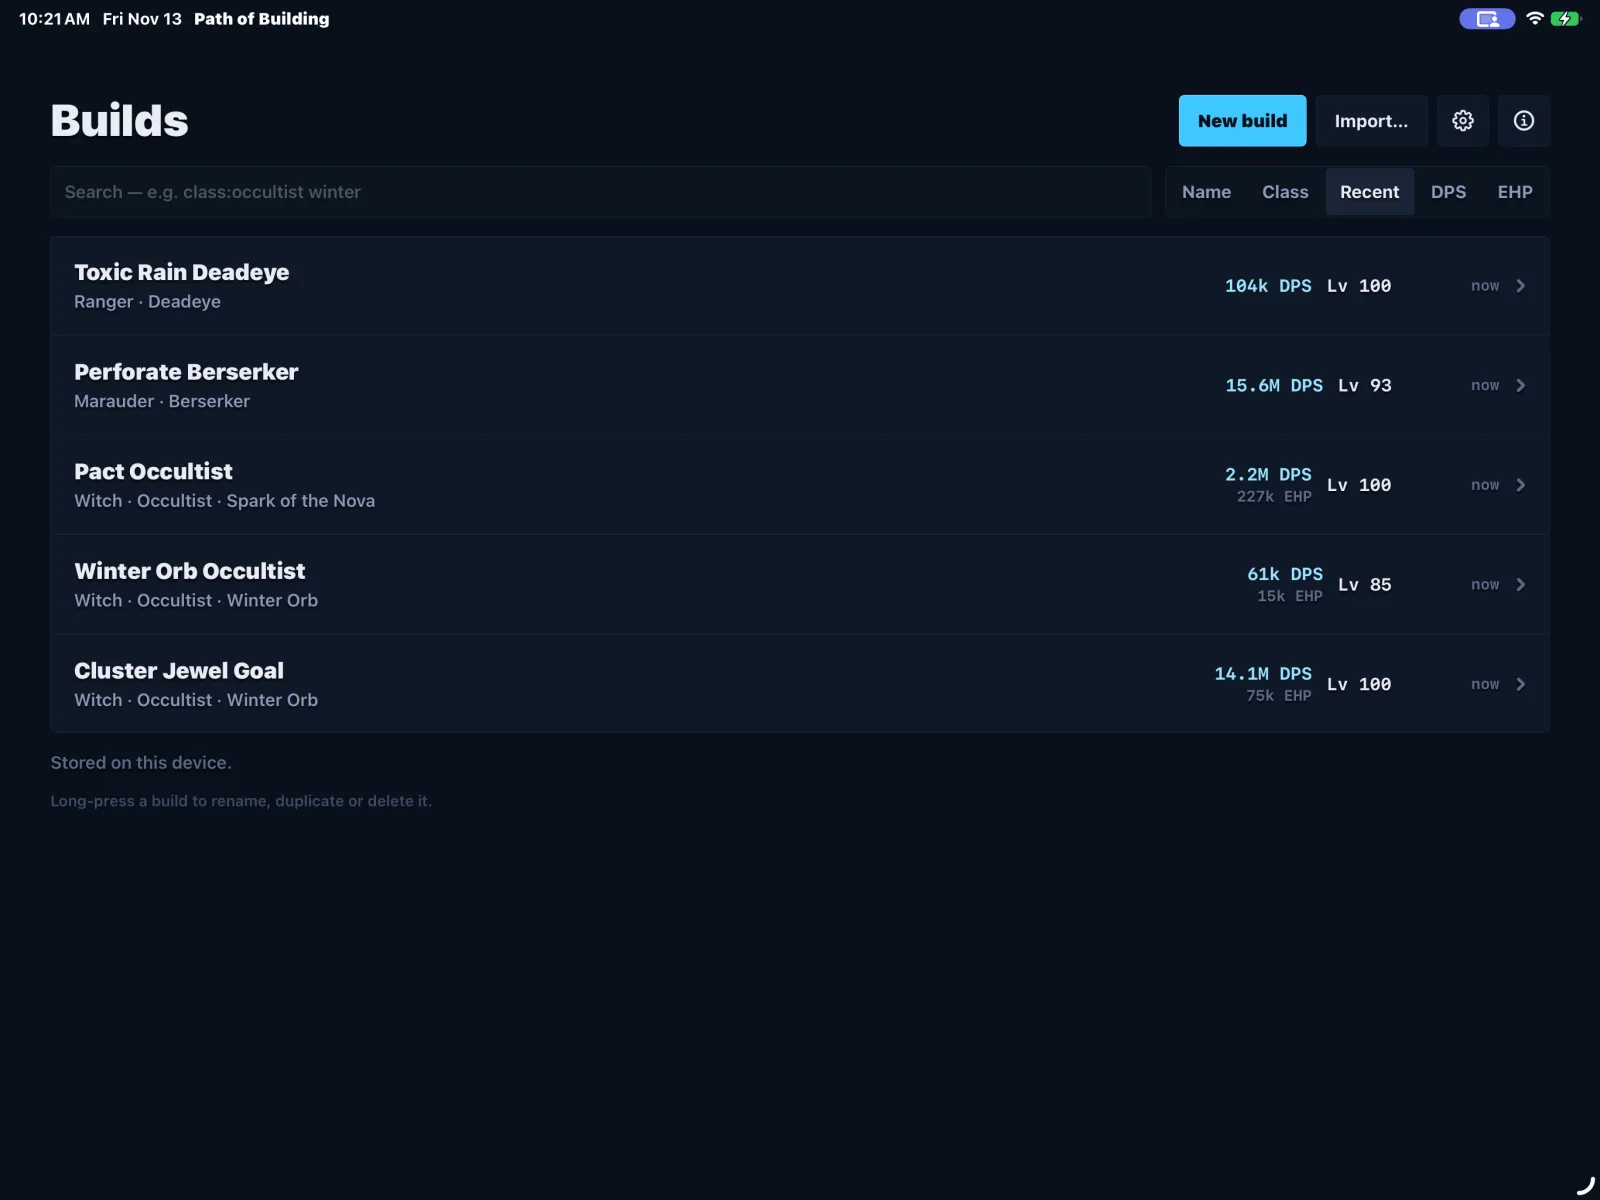 10:21 AM Fri Nov 13 Path of Building
Builds
New build
Import...
Search — e.g. class:occultist winter
Name Class Recent DPS EHP
Toxic Rain Deadeye
Ranger · Deadeye
104k DPS Lv 100 now
Perforate Berserker
Marauder · Berserker
15.6M DPS Lv 93 now
Pact Occultist
Witch · Occultist · Spark of the Nova
2.2M DPS
227k EHP
Lv 100 now
Winter Orb Occultist
Witch · Occultist · Winter Orb
61k DPS
15k EHP
Lv 85 now
Cluster Jewel Goal
Witch · Occultist · Winter Orb
14.1M DPS
75k EHP
Lv 100 now
Stored on this device.
Long-press a build to rename, duplicate or delete it.